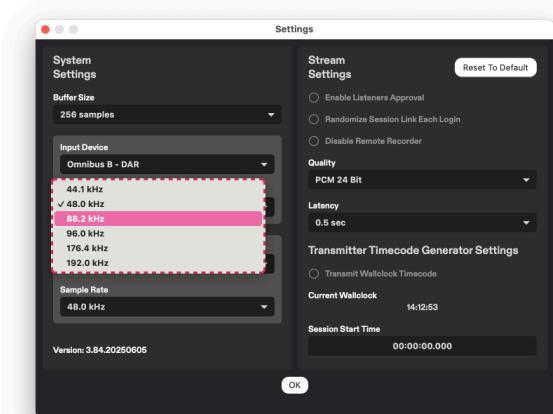 Settings
System
Settings
Buffer Size
256 samples
Input Device
Omnibus B - DAR
44.1 kHz
✓ 48.0 kHz
88.2 kHz
96.0 kHz
176.4 kHz
192.0 kHz
Sample Rate
48.0 kHz
Version: 3.84.20250605
Stream
Settings
Reset To Default
Enable Listeners Approval
Randomize Session Link Each Login
Disable Remote Recorder
Quality
PCM 24 Bit
Latency
0.5 sec
Transmitter Timecode Generator Settings
Transmit Wallclock Timecode
Current Wallclock
14:12:53
Session Start Time
00:00:00.000
OK